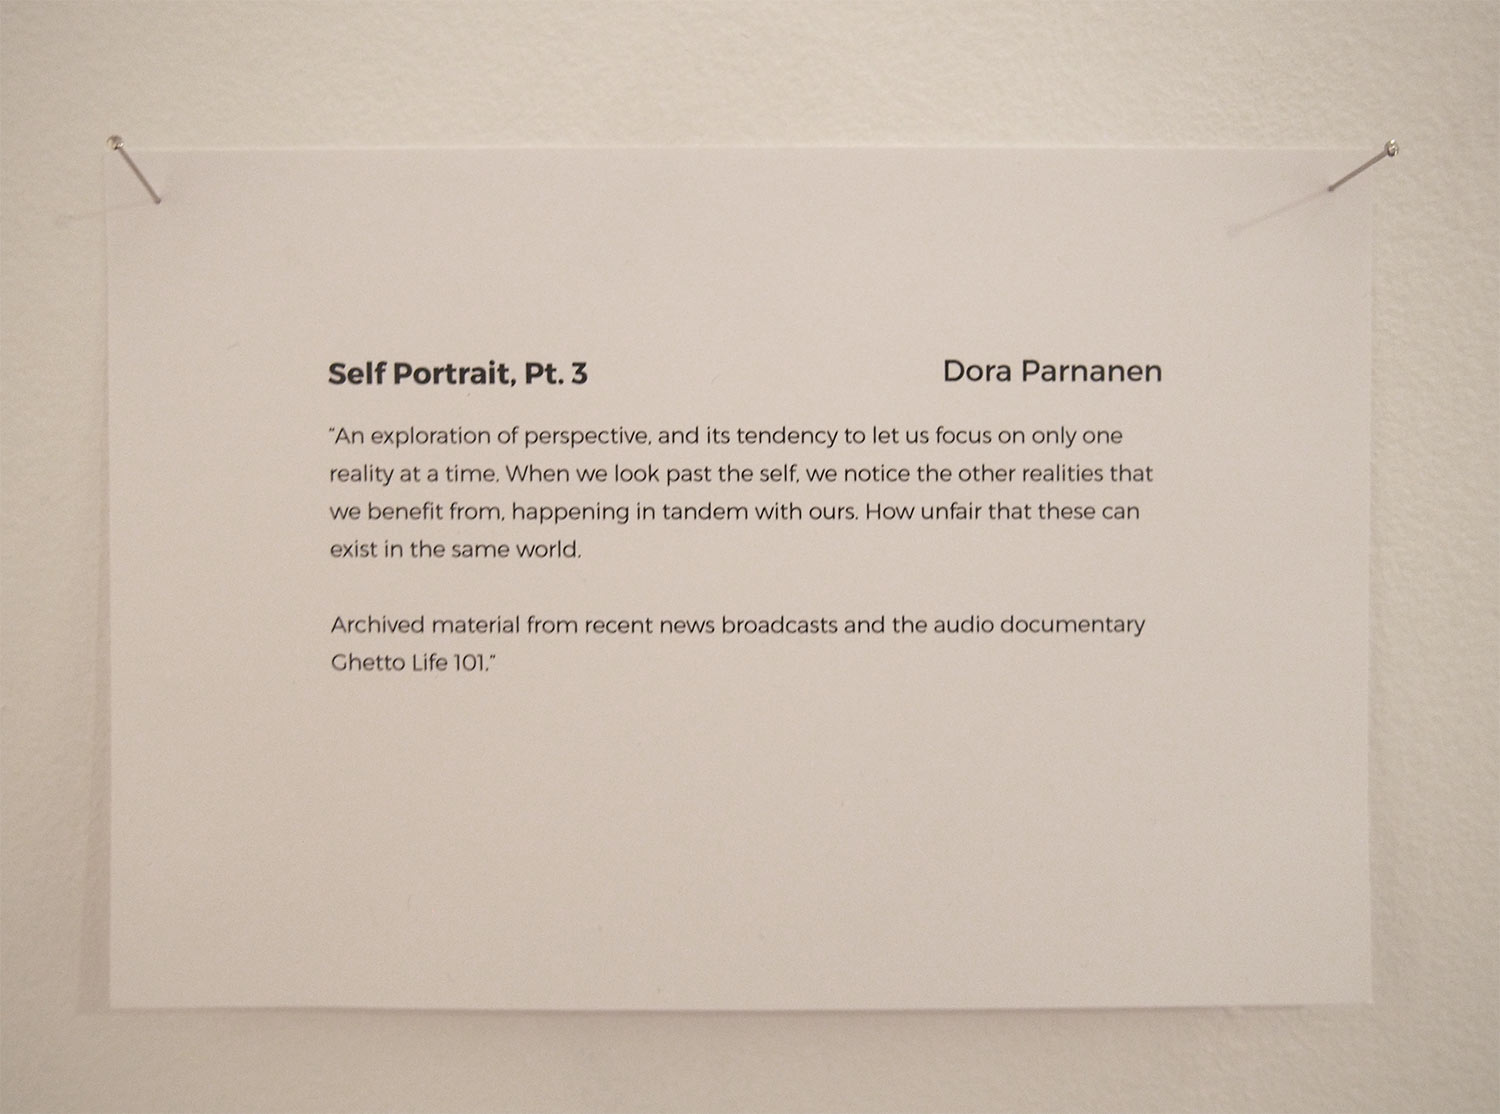 Self Portrait, Pt. 3 Dora Parnanen
“An exploration of perspective, and its tendency to let us focus on only one
reality at a time. When we look past the self, we notice the other realities that
we benefit from, happening in tandem with ours. How unfair that these can
exist in the same world.
Archived material from recent news broadcasts and the audio documentary
Ghetto Life 101.”